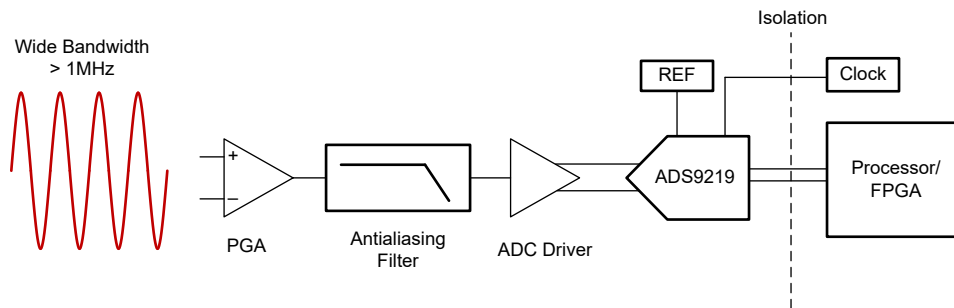 Isolation
Wide Bandwidth
> 1MHz
REF
Clock
+
−
ADS9219
Processor/
FPGA
PGA
Antialiasing
Filter
ADC Driver